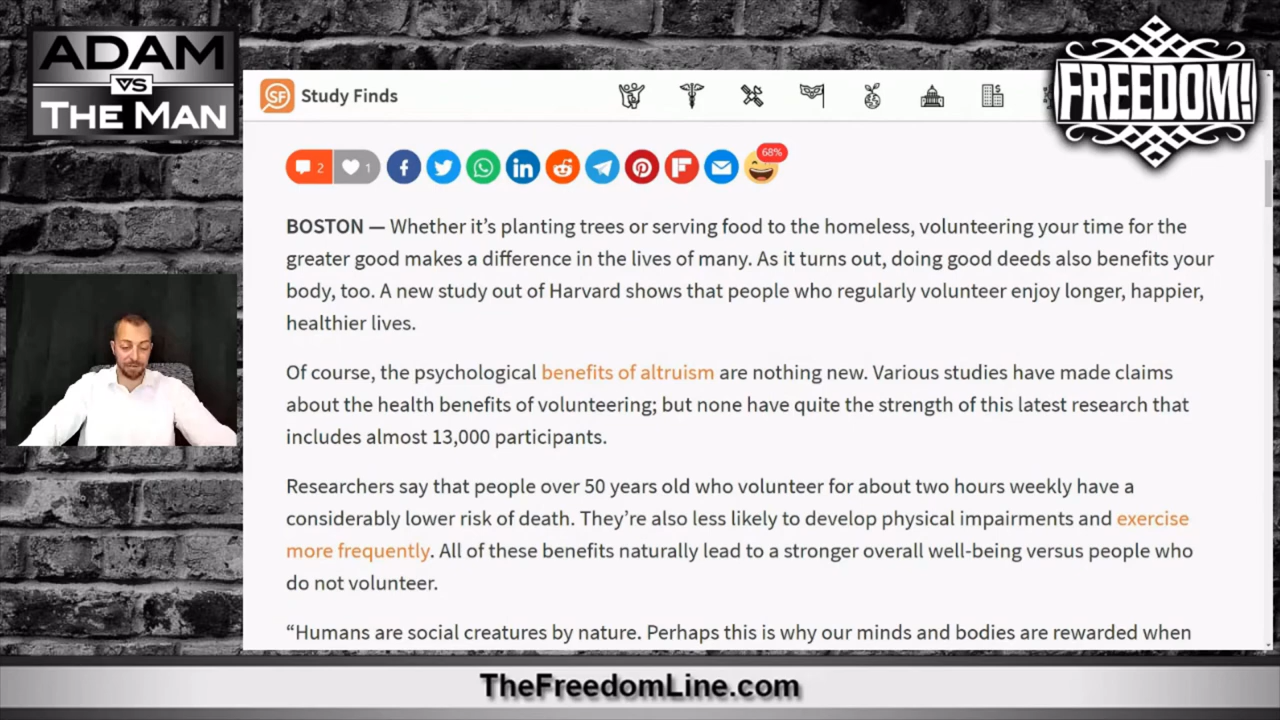 ADAM
VS
THE MAN
FREEDOM!
SF Study Finds
2
1
68%
BOSTON — Whether it’s planting trees or serving food to the homeless, volunteering your time for the
greater good makes a difference in the lives of many. As it turns out, doing good deeds also benefits your
body, too. A new study out of Harvard shows that people who regularly volunteer enjoy longer, happier,
healthier lives.
Of course, the psychological benefits of altruism are nothing new. Various studies have made claims
about the health benefits of volunteering; but none have quite the strength of this latest research that
includes almost 13,000 participants.
Researchers say that people over 50 years old who volunteer for about two hours weekly have a
considerably lower risk of death. They’re also less likely to develop physical impairments and exercise
more frequently. All of these benefits naturally lead to a stronger overall well-being versus people who
do not volunteer.
“Humans are social creatures by nature. Perhaps this is why our minds and bodies are rewarded when
TheFreedomLine.com